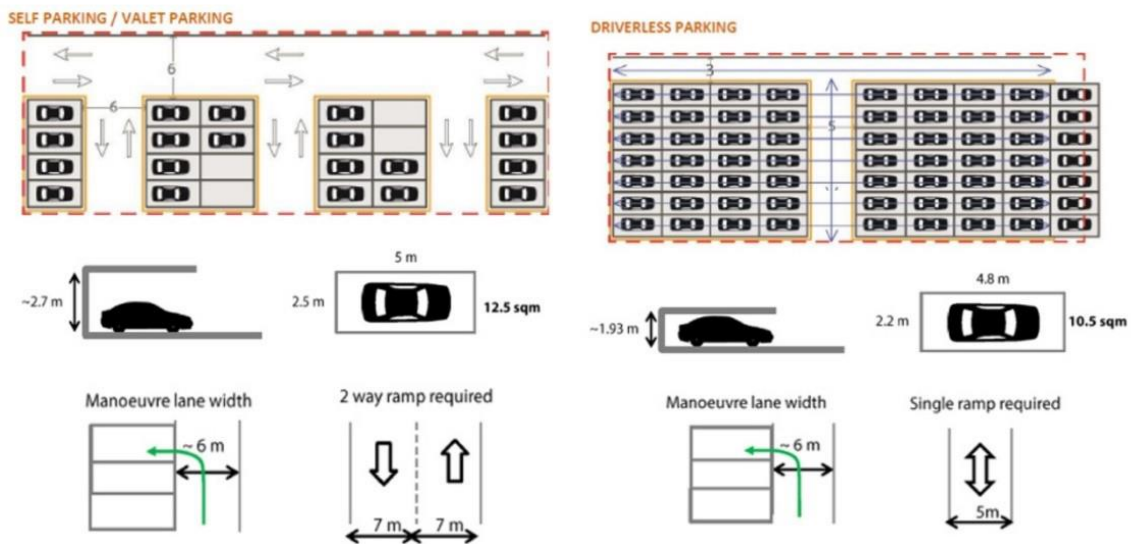 SELF PARKING / VALET PARKING
6
6
~2.7 m
5 m
2.5 m
12.5 sqm
Manoeuvre lane width
~ 6 m
2 way ramp required
7 m
7 m
DRIVERLESS PARKING
3
5
~1.93 m
4.8 m
2.2 m
10.5 sqm
Manoeuvre lane width
~ 6 m
Single ramp required
5m